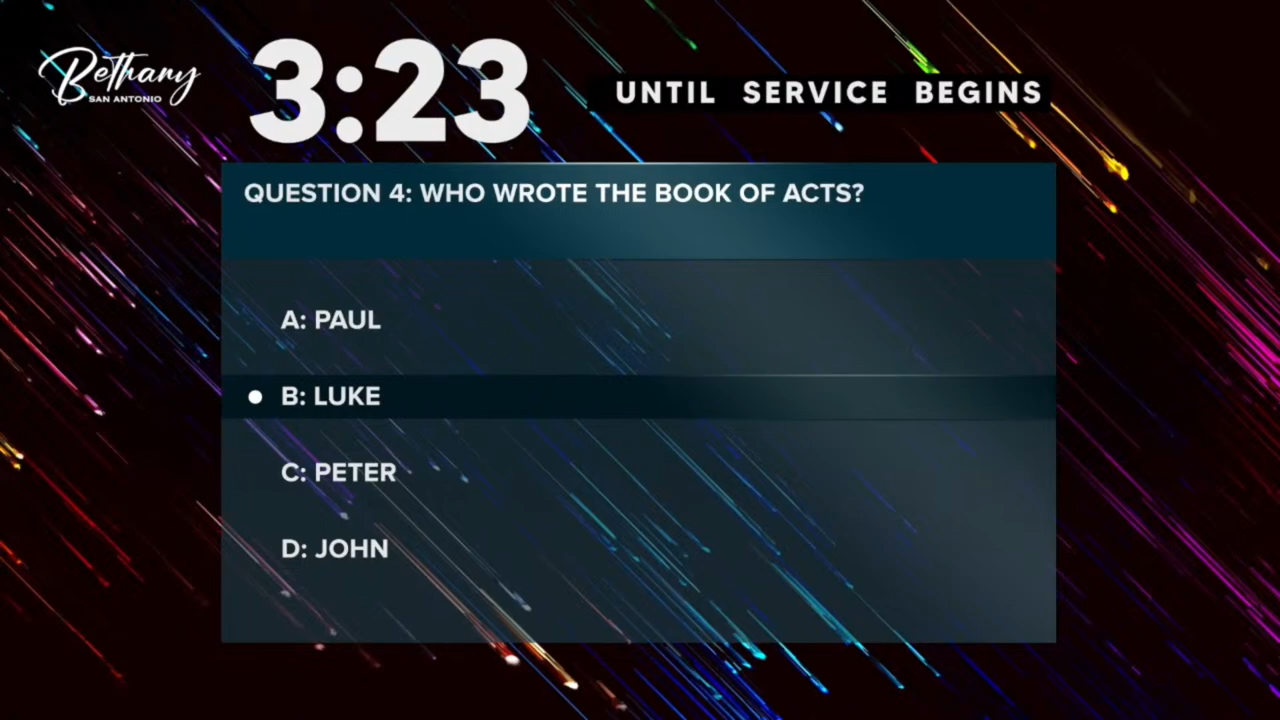 Bethany
SAN ANTONIO
3:23
UNTIL SERVICE BEGINS
QUESTION 4: WHO WROTE THE BOOK OF ACTS?
A: PAUL
B: LUKE
C: PETER
D: JOHN